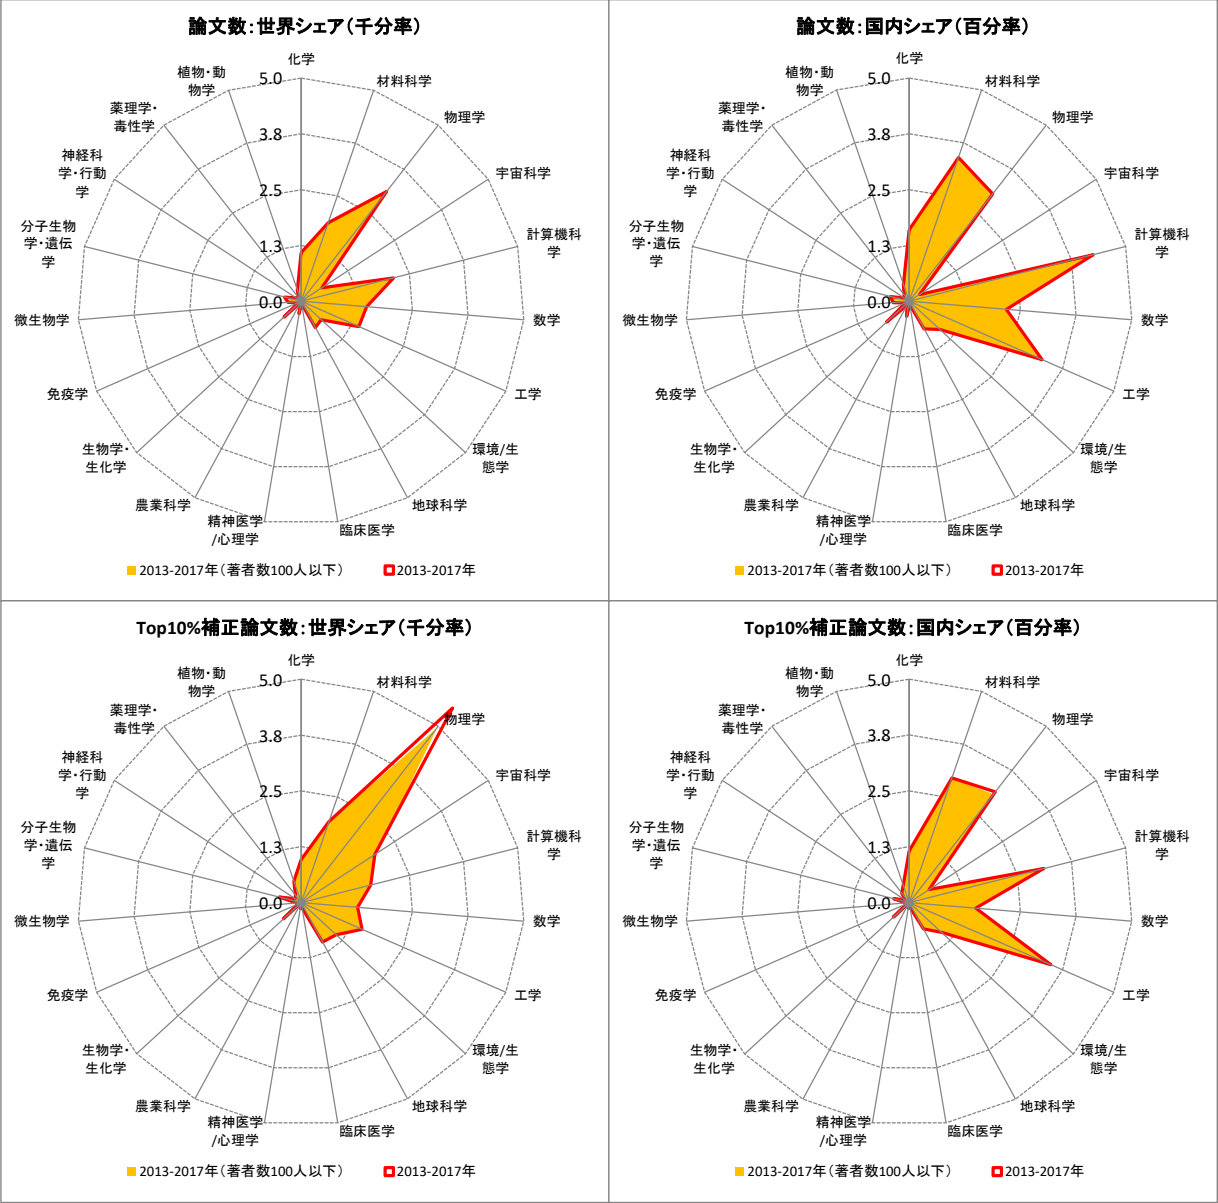 論文数：世界シェア（千分率）
化学
材料科学
物理学
宇宙科学
計算機科
学
数学
工学
環境/生
態学
地球科学
臨床医学
精神医学
/心理学
農業科学
生物学・
生化学
免疫学
微生物学
分子生物
学・遺伝
学
神経科
学・行動
学
薬理学・
毒性学
植物・動
物学
5.0
3.8
2.5
1.3
0.0
2013-2017年（著者数100人以下）
2013-2017年
論文数：国内シェア（百分率）
化学
材料科学
物理学
宇宙科学
計算機科
学
数学
工学
環境/生
態学
地球科学
臨床医学
精神医学
/心理学
農業科学
生物学・
生化学
免疫学
微生物学
分子生物
学・遺伝
学
神経科
学・行動
学
薬理学・
毒性学
植物・動
物学
5.0
3.8
2.5
1.3
0.0
2013-2017年（著者数100人以下）
2013-2017年
Top10%補正論文数：世界シェア（千分率）
化学
材料科学
物理学
宇宙科学
計算機科
学
数学
工学
環境/生
態学
地球科学
臨床医学
精神医学
/心理学
農業科学
生物学・
生化学
免疫学
微生物学
分子生物
学・遺伝
学
神経科
学・行動
学
薬理学・
毒性学
植物・動
物学
5.0
3.8
2.5
1.3
0.0
2013-2017年（著者数100人以下）
2013-2017年
Top10%補正論文数：国内シェア（百分率）
化学
材料科学
物理学
宇宙科学
計算機科
学
数学
工学
環境/生
態学
地球科学
臨床医学
精神医学
/心理学
農業科学
生物学・
生化学
免疫学
微生物学
分子生物
学・遺伝
学
神経科
学・行動
学
薬理学・
毒性学
植物・動
物学
5.0
3.8
2.5
1.3
0.0
2013-2017年（著者数100人以下）
2013-2017年